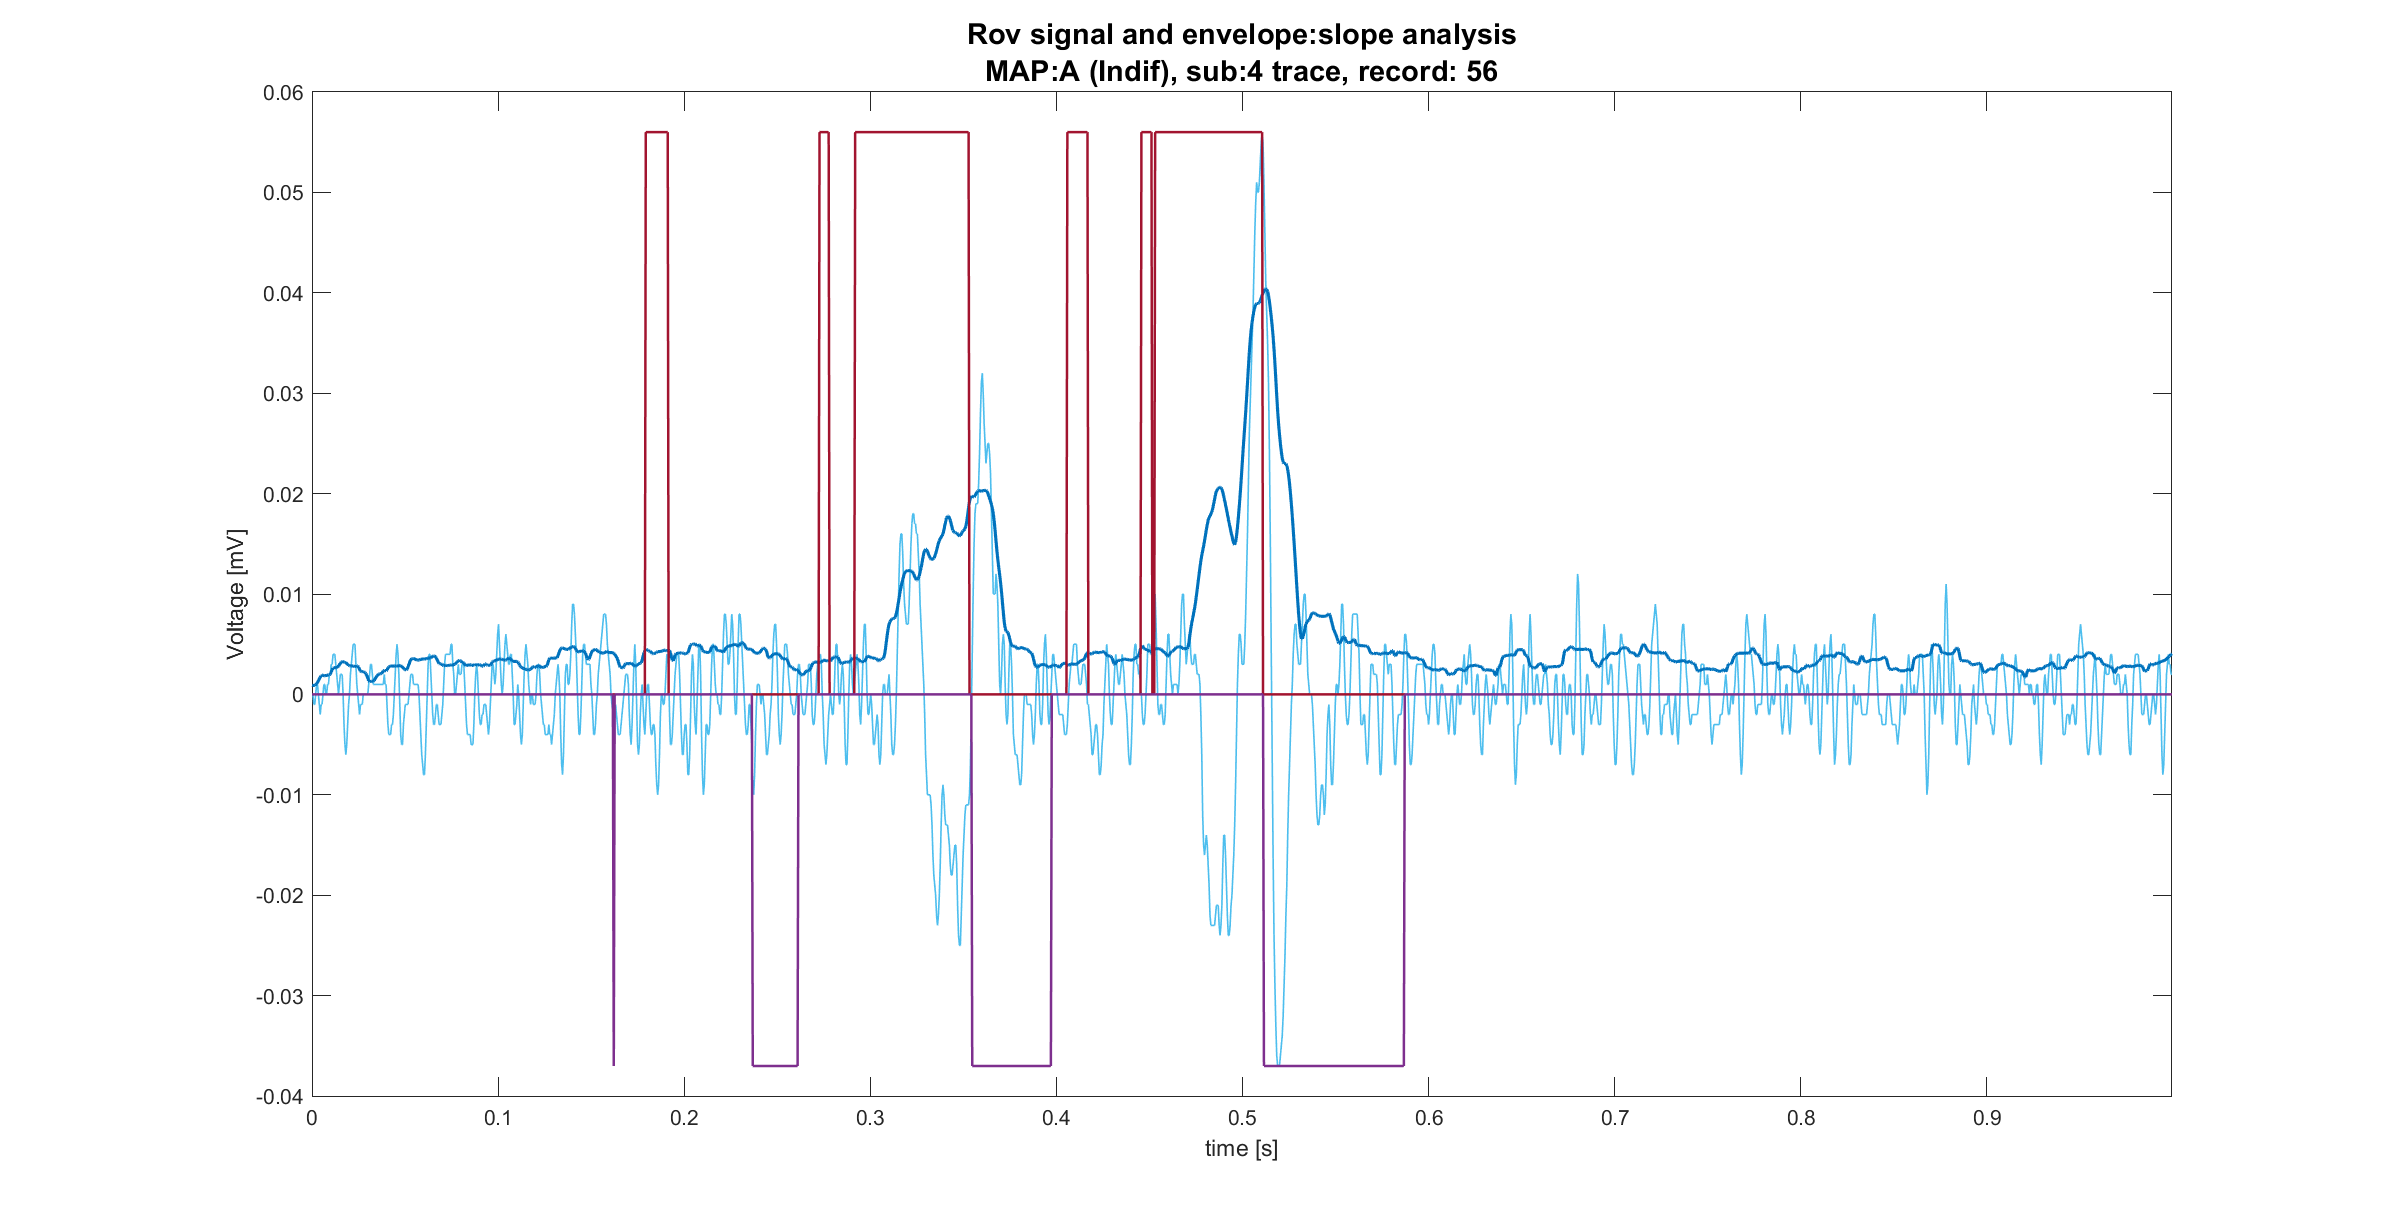 Rov signal and envelope:slope analysis
MAP:A (Indif), sub:4 trace, record: 56
0.06
0.05
0.04
0.03
0.02
0.01
0
-0.01
-0.02
-0.03
-0.04
Voltage [mV]
0 0.1 0.2 0.3 0.4 0.5 0.6 0.7 0.8 0.9
time [s]